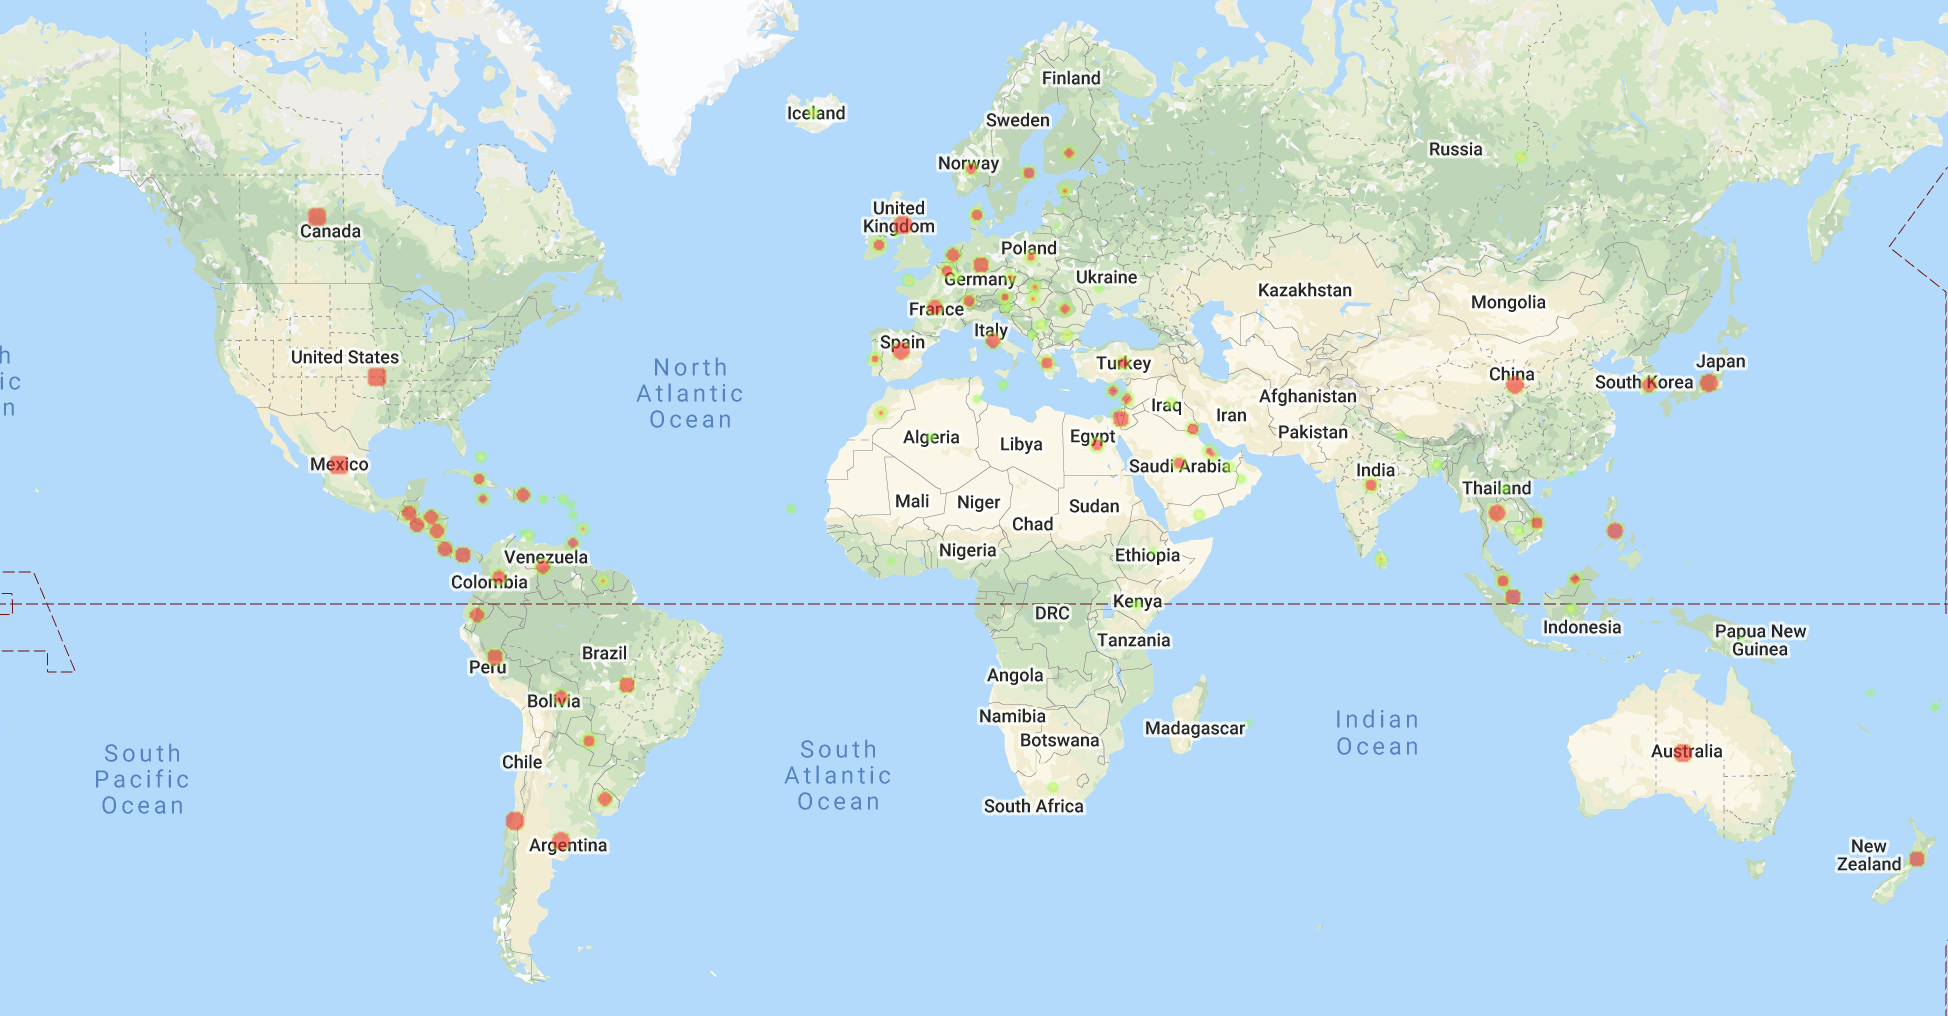 Finland
Iceland
Sweden
Russia
Norway
United
Kingdom
Canada
Poland
Germany
Ukraine
Kazakhstan
Mongolia
France
Italy
Spain
United States
Turkey
Japan
China
South Korea
h
ic
n
North
Atlantic
Ocean
Afghanistan
Iraq
Iran
Pakistan
Algeria
Libya
Egypt
Mexico
Saudi Arabia
India
Thailand
Mali
Niger
Sudan
Chad
Nigeria
Ethiopia
Venezuela
Colombia
Kenya
DRC
Tanzania
Indonesia
Papua New
Guinea
Brazil
Peru
Angola
Bolivia
Namibia
Botswana
Madagascar
Indian
Ocean
South
Pacific
Ocean
Chile
South
Atlantic
Ocean
Australia
South Africa
Argentina
New
Zealand